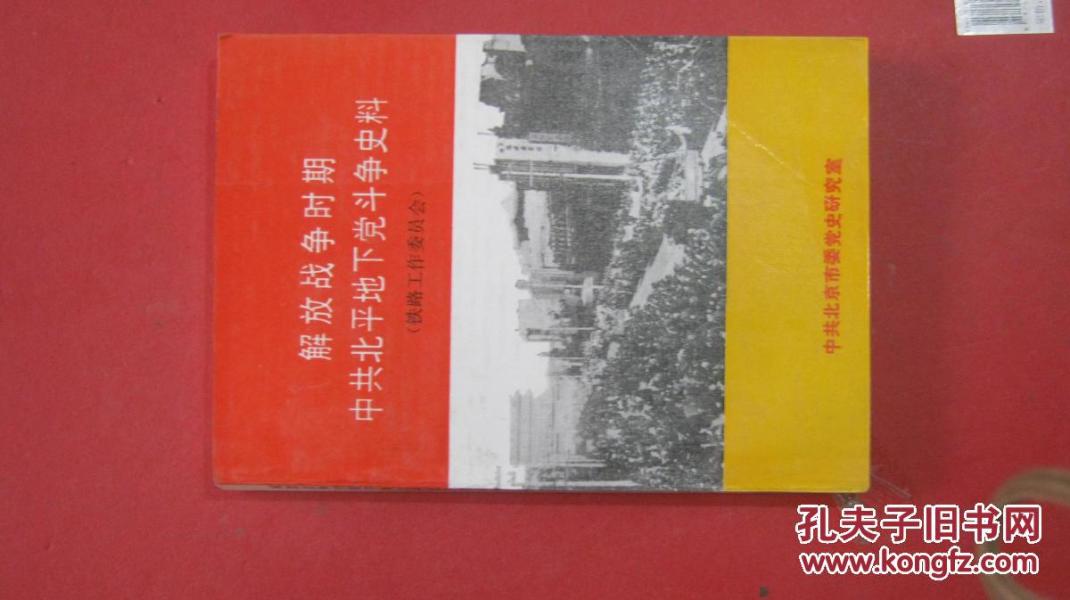 解放战争时期
中共北平地下党斗争史料
（铁路工作委员会）
中共北京市委党史研究室
孔夫子旧书网
www.kongfz.com